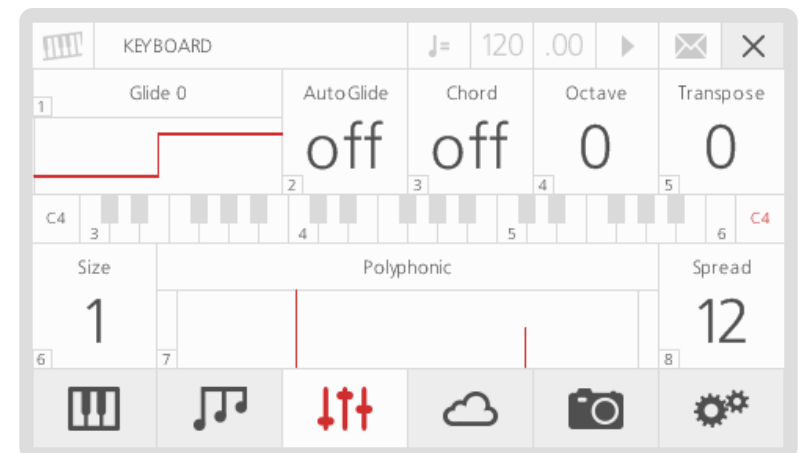 KEYBOARD = 120 .00
Glide 0 AutoGlide Chord Octave Transpose
off off 0 0
1 2 3 4 5
C4 3 4 5 6 C4
Size Polyphonic Spread
1 12
6 7 8